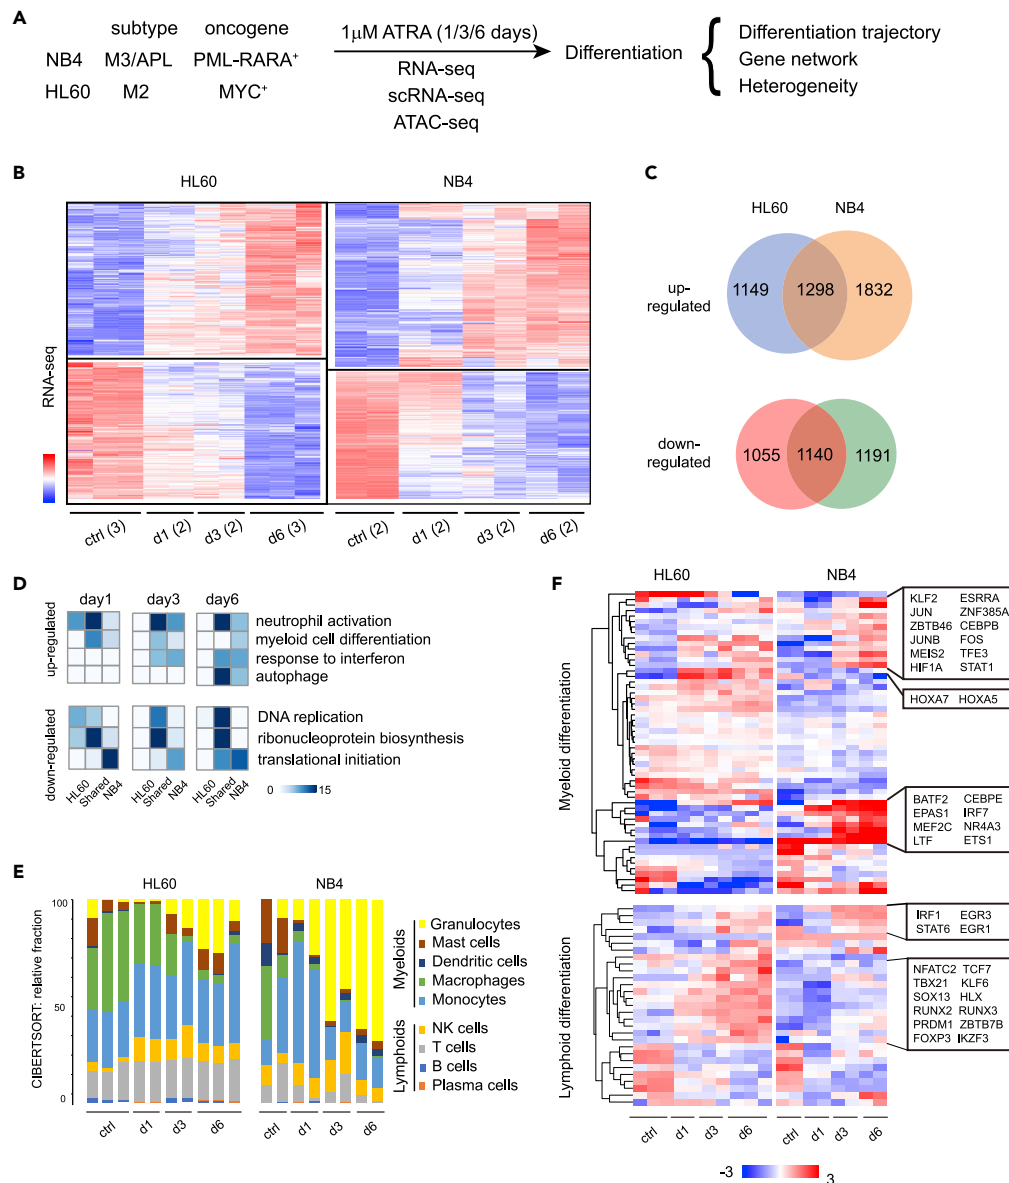 A
subtype oncogene
NB4 M3/APL PML-RARA+
HL60 M2 MYC+
1μM ATRA (1/3/6 days)
RNA-seq
scRNA-seq
ATAC-seq
Differentiation
Differentiation trajectory
Gene network
Heterogeneity
B
HL60 NB4
RNA-seq
ctrl (3) d1 (2) d3 (2) d6 (3) ctrl (2) d1 (2) d3 (2) d6 (2)
C
HL60 NB4
up-
regulated
1149 1298 1832
down-
regulated
1055 1140 1191
D
day1 day3 day6
up-regulated
neutrophil activation
myeloid cell differentiation
response to interferon
autophage
down-regulated
DNA replication
ribonucleoprotein biosynthesis
translational initiation
HL60 Shared NB4 HL60 Shared NB4 HL60 Shared NB4
0 15
E
HL60 NB4
CIBERTSORT: relative fraction
100
50
0
ctrl d1 d3 d6 ctrl d1 d3 d6
Myeloids
Granulocytes
Mast cells
Dendritic cells
Macrophages
Monocytes
Lymphoids
NK cells
T cells
B cells
Plasma cells
F
HL60 NB4
Myeloid differentiation
KLF2 ESRRA
JUN ZNF385A
ZBTB46 CEBPB
JUNB FOS
MEIS2 TFE3
HIF1A STAT1
HOXA7 HOXA5
BATF2 CEBPE
EPAS1 IRF7
MEF2C NR4A3
LTF ETS1
Lymphoid differentiation
IRF1 EGR3
STAT6 EGR1
NFATC2 TCF7
TBX21 KLF6
SOX13 HLX
RUNX2 RUNX3
PRDM1 ZBTB7B
FOXP3 IKZF3
ctrl d1 d3 d6 ctrl d1 d3 d6
-3 3